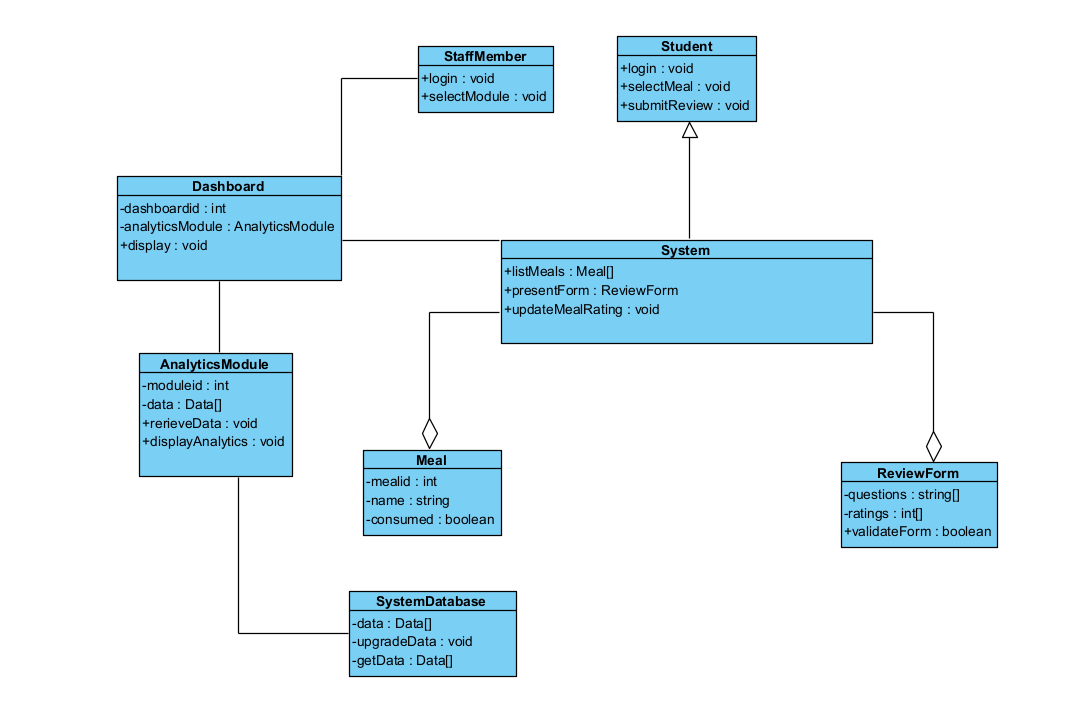 StaffMember
+login : void
+selectModule : void
Student
+login : void
+selectMeal : void
+submitReview : void
Dashboard
-dashboardid : int
-analyticsModule : AnalyticsModule
+display : void
System
+listMeals : Meal[]
+presentForm : ReviewForm
+updateMealRating : void
AnalyticsModule
-moduleid : int
-data : Data[]
+rerieveData : void
+displayAnalytics : void
Meal
-mealid : int
-name : string
-consumed : boolean
ReviewForm
-questions : string[]
-ratings : int[]
+validateForm : boolean
SystemDatabase
-data : Data[]
-upgradeData : void
-getData : Data[]